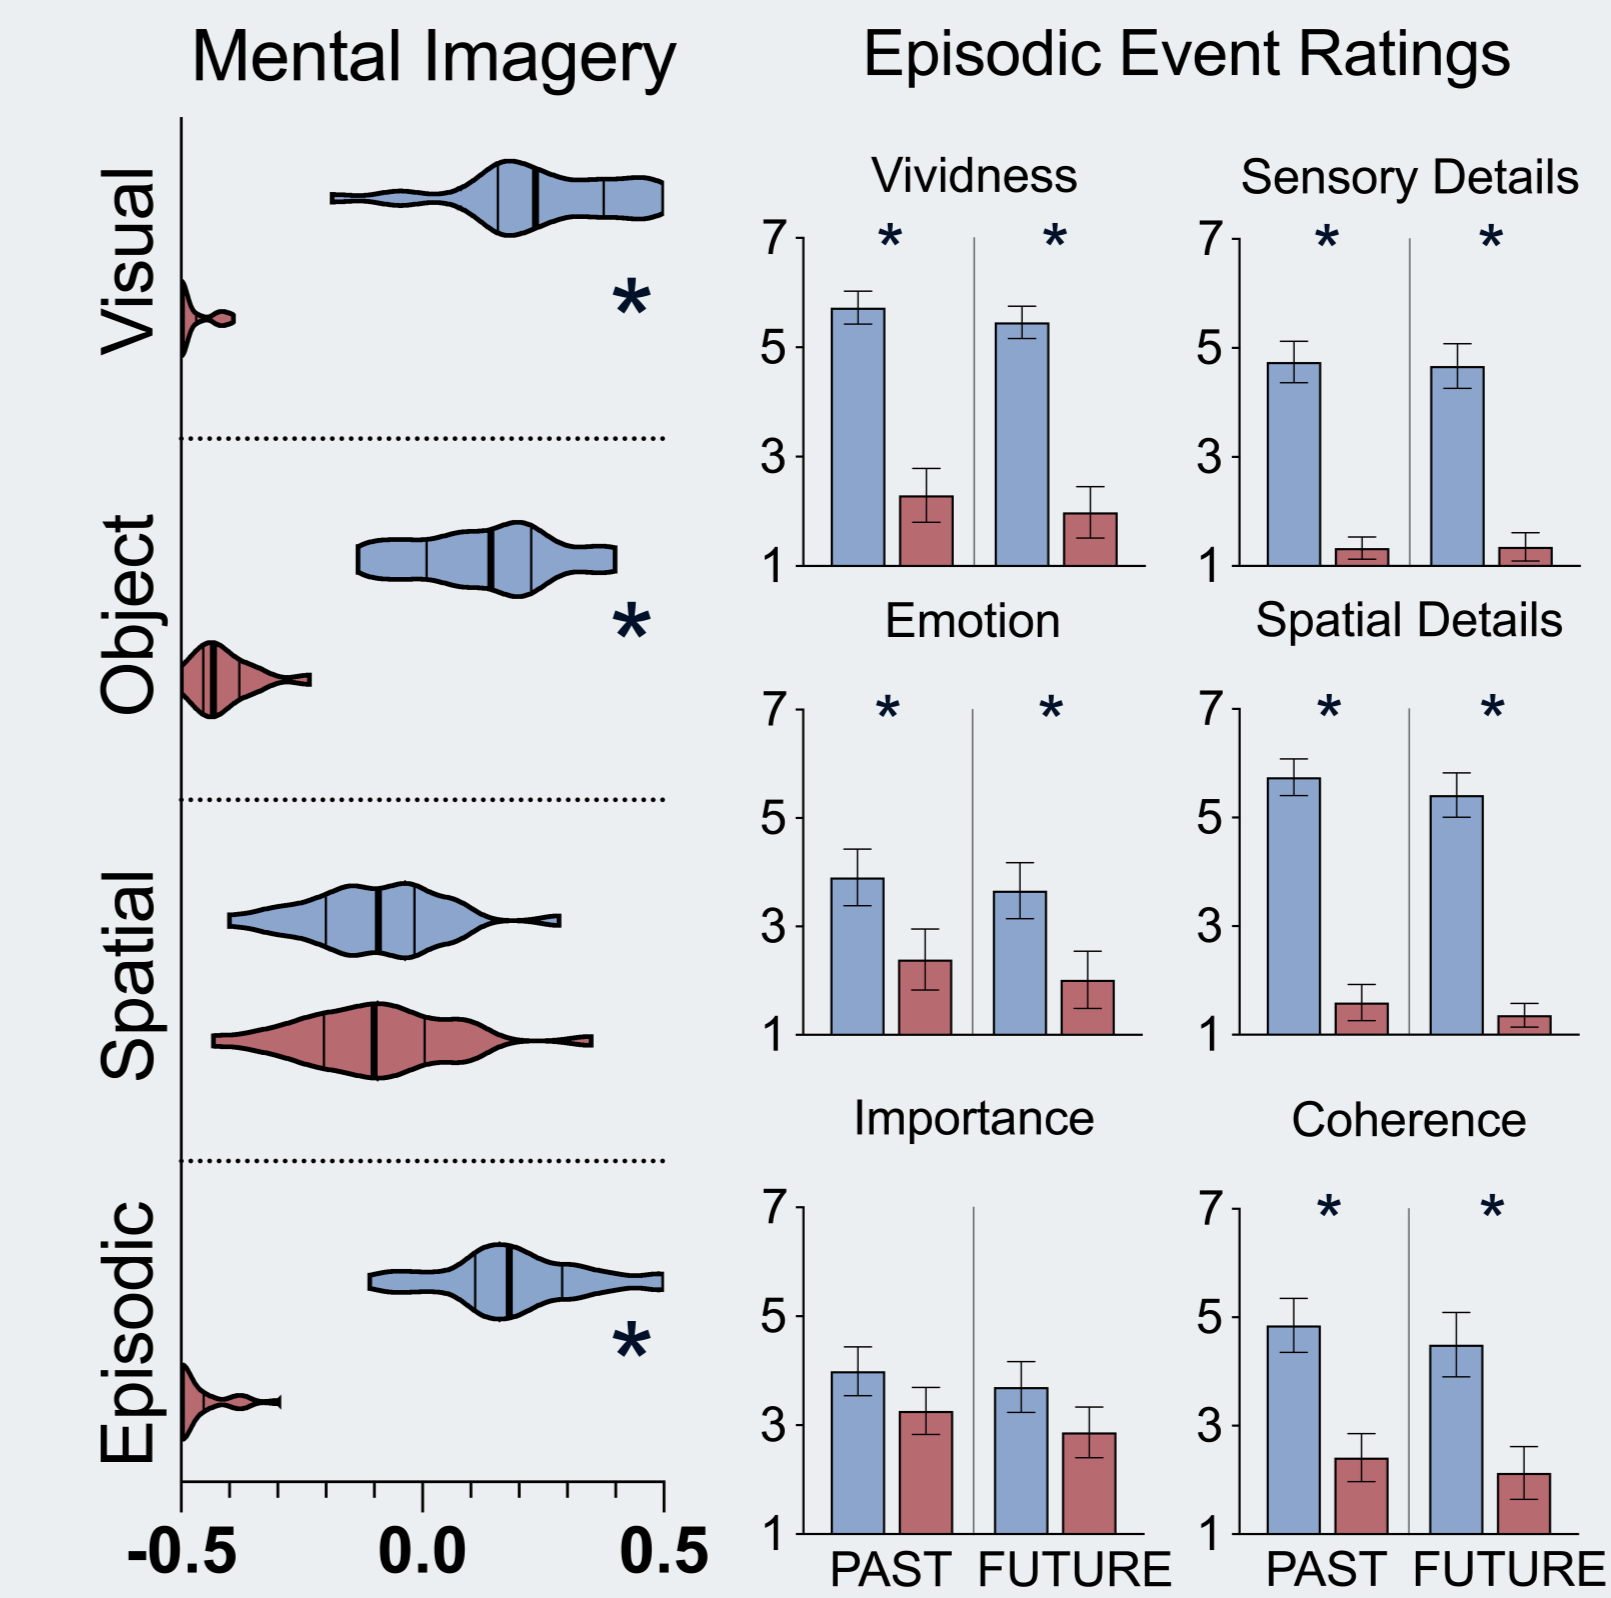 Mental Imagery
Visual
*
Object
*
Spatial
Episodic
*
-0.5 0.0 0.5
Episodic Event Ratings
Vividness
7
5
3
1
* *
Sensory Details
7
5
3
1
* *
Emotion
7
5
3
1
* *
Spatial Details
7
5
3
1
* *
Importance
7
5
3
1
PAST FUTURE
Coherence
7
5
3
1
* *
PAST FUTURE